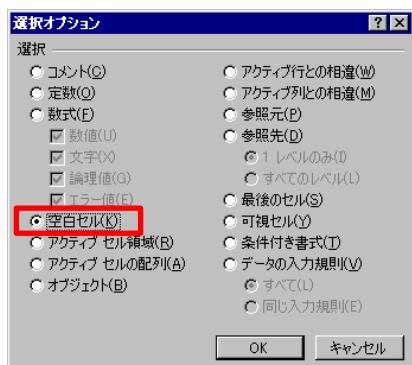 選択オプション
選択
コメント(C)
定数(O)
数式(F)
数値(U)
文字(X)
論理値(G)
エラー値(E)
空白セル(K)
アクティブ セル領域(R)
アクティブ セルの配列(A)
オブジェクト(B)
アクティブ行との相違(W)
アクティブ列との相違(M)
参照元(P)
参照先(D)
1 レベルのみ(I)
すべてのレベル(L)
最後のセル(S)
可視セル(Y)
条件付き書式(T)
データの入力規則(V)
すべて(L)
同じ入力規則(E)
OK
キャンセル